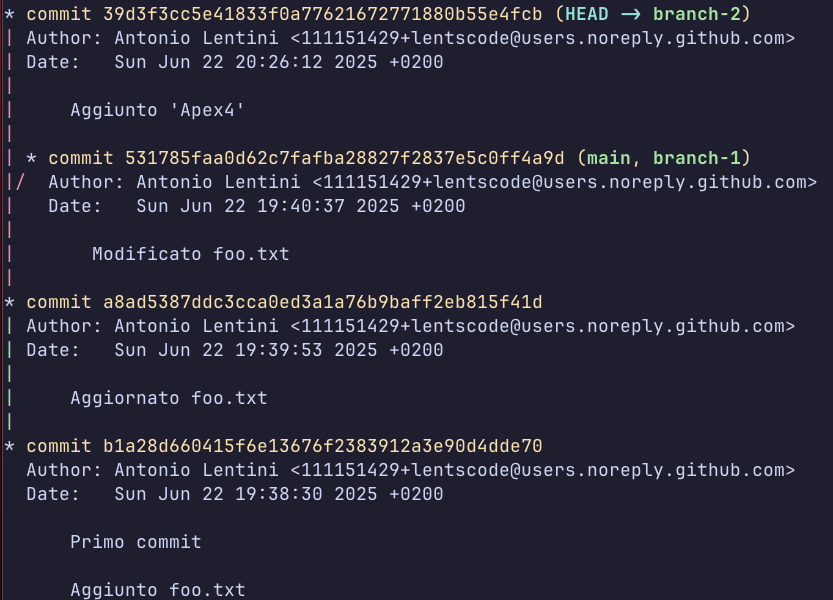 * commit 39d3f3cc5e41833f0a77621672771880b55e4fcb (HEAD -> branch-2)
| Author: Antonio Lentini <111151429+lentscode@users.noreply.github.com>
| Date:   Sun Jun 22 20:26:12 2025 +0200
|
|     Aggiunto 'Apex4'
|
| * commit 531785faa0d62c7fafba28827f2837e5c0ff4a9d (main, branch-1)
|/  Author: Antonio Lentini <111151429+lentscode@users.noreply.github.com>
|   Date:   Sun Jun 22 19:40:37 2025 +0200
|
|       Modificato foo.txt
|
* commit a8ad5387ddc3cca0ed3a1a76b9baff2eb815f41d
| Author: Antonio Lentini <111151429+lentscode@users.noreply.github.com>
| Date:   Sun Jun 22 19:39:53 2025 +0200
|
|     Aggiornato foo.txt
|
* commit b1a28d660415f6e13676f2383912a3e90d4dde70
  Author: Antonio Lentini <111151429+lentscode@users.noreply.github.com>
  Date:   Sun Jun 22 19:38:30 2025 +0200

      Primo commit

      Aggiunto foo.txt